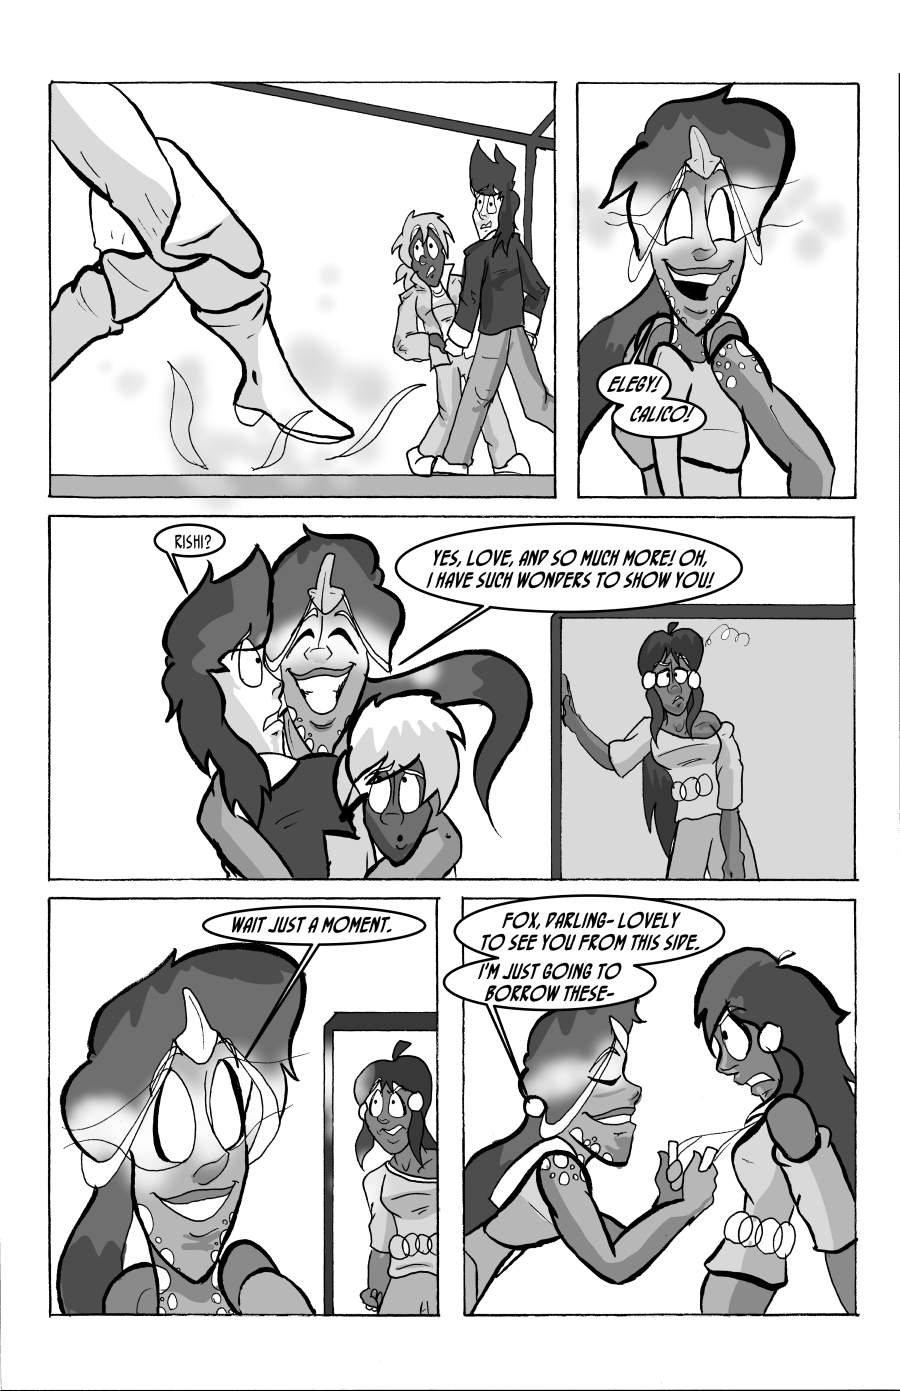 ELEGY!
CALICO!
RISHI?
YES, LOVE, AND SO MUCH MORE! OH,
I HAVE SUCH WONDERS TO SHOW YOU!
WAIT JUST A MOMENT.
FOX, DARLING- LOVELY
TO SEE YOU FROM THIS SIDE.
I'M JUST GOING TO
BORROW THESE-